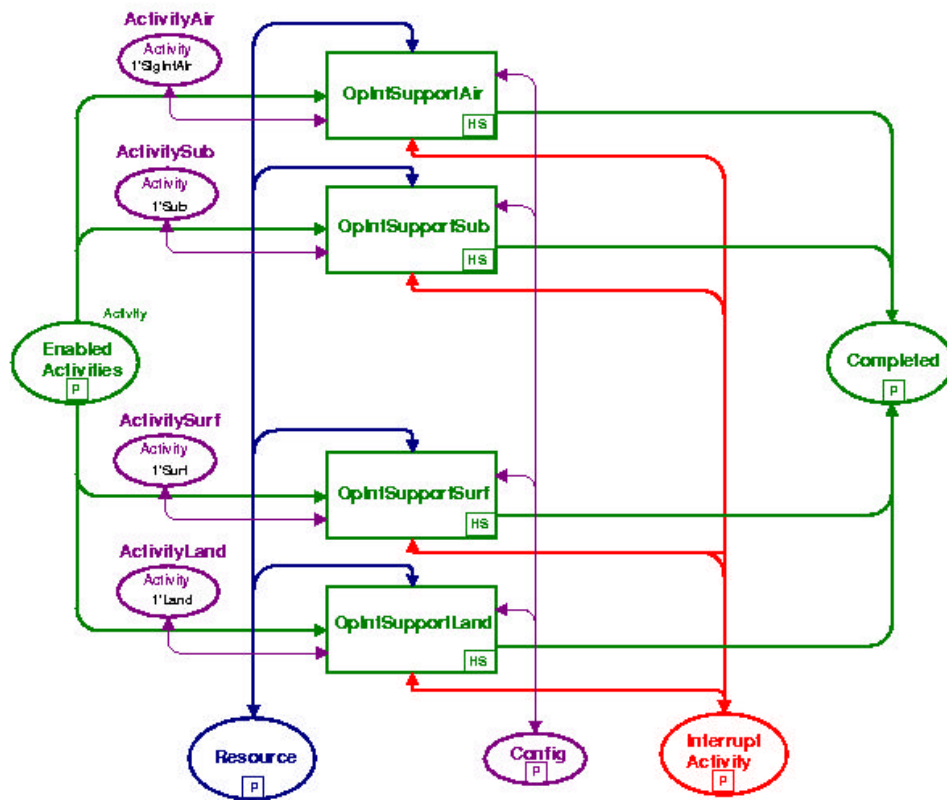 ActivityAir
Activity
1'SigIntAir
OpIntSupportAir
HS
ActivitySub
Activity
1'Sub
OpIntSupportSub
HS
Activity
Enabled
Activities
P
Completed
P
ActivitySurf
Activity
1'Surf
OpIntSupportSurf
HS
ActivityLand
Activity
1'Land
OpIntSupportLand
HS
Resource
P
Config
P
Interrupt
Activity
P